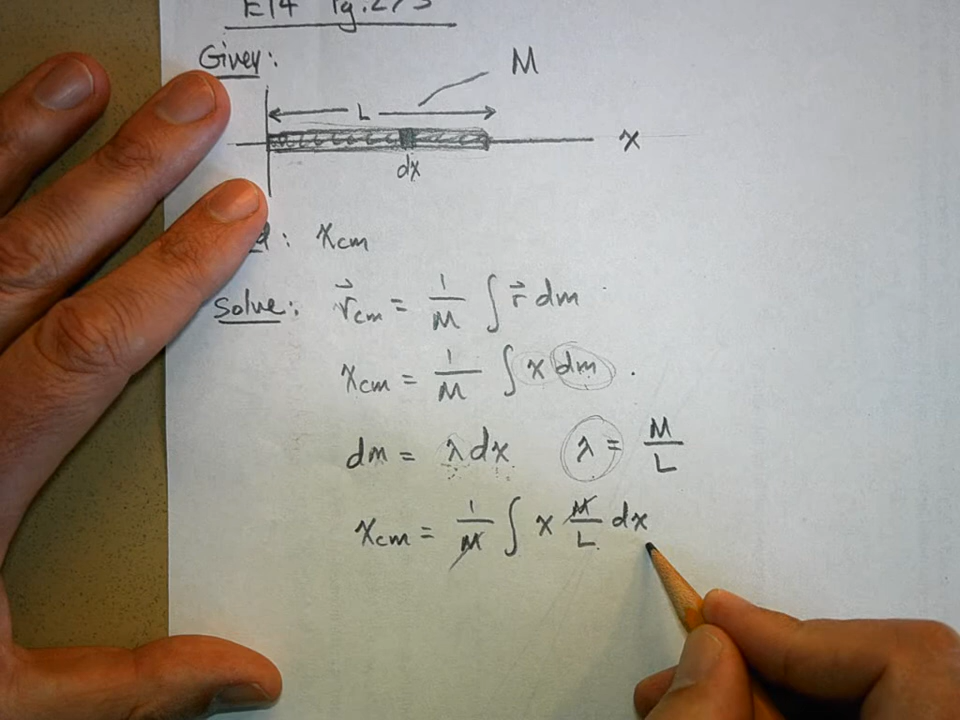 Given:
M
L
x
dx
: xcm
Solve: r⃗cm = 1/M ∫ r⃗ dm
xcm = 1/M ∫ x dm .
dm = λ dx λ = M/L
xcm = 1/M ∫ x M/L dx